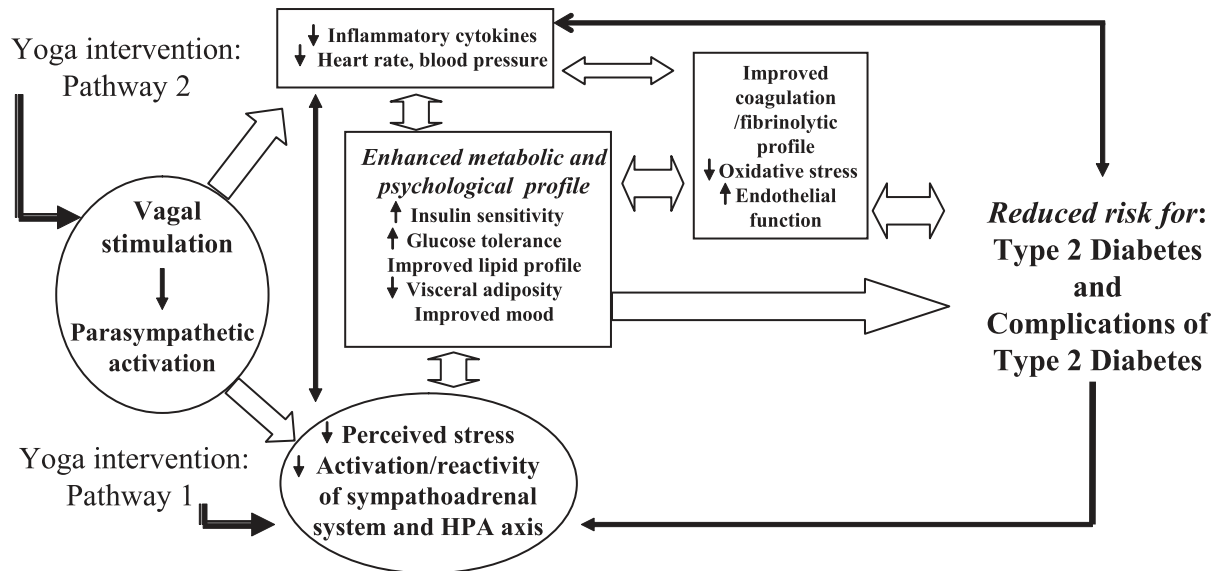 Yoga intervention:
Pathway 2
↓ Inflammatory cytokines
↓ Heart rate, blood pressure
Improved
coagulation
/fibrinolytic
profile
↓ Oxidative stress
↑ Endothelial
function
Enhanced metabolic and
psychological profile
↑ Insulin sensitivity
↑ Glucose tolerance
Improved lipid profile
↓ Visceral adiposity
Improved mood
Vagal
stimulation
Parasympathetic
activation
Reduced risk for:
Type 2 Diabetes
and
Complications of
Type 2 Diabetes
Yoga intervention:
Pathway 1
↓ Perceived stress
↓ Activation/reactivity
of sympathoadrenal
system and HPA axis